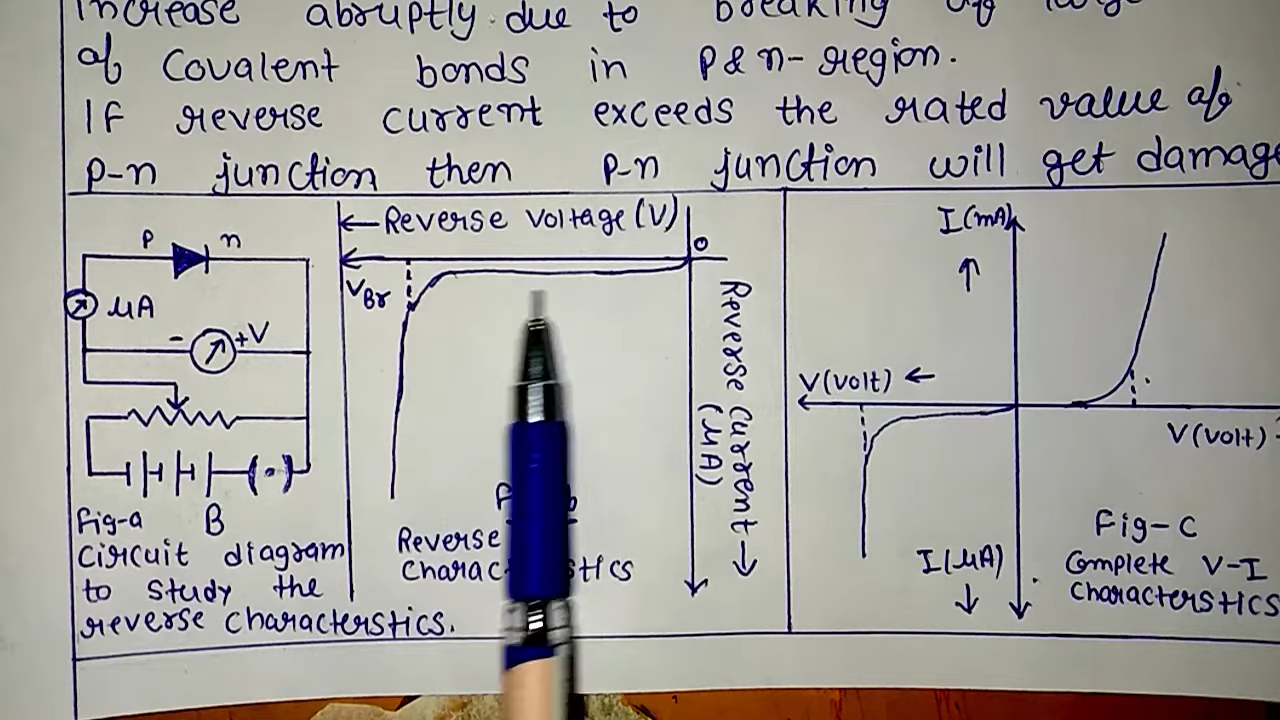 increase abruptly due to breaking of
of Covalent bonds in P & n- region.
If reverse current exceeds the rated value of
P-n junction then P-n junction will get damage
P n
μA
- +V
B
Fig-a
Circuit diagram
to study the
reverse characterstics.
← Reverse voltage (V)
VBr
O
Reverse current →
(μA)
Reverse
I (mA)
↑
V (volt) ←
V (volt)
I (μA)
↓
Fig-C
Complete V-I
characterstics